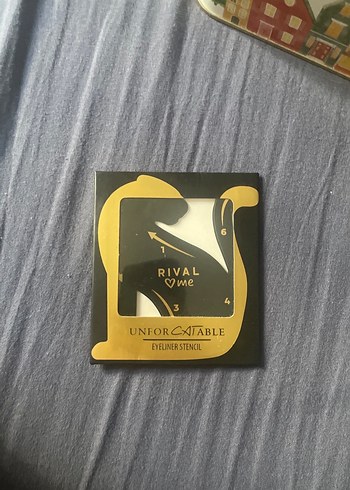 6
1
RIVAL
♡me
3
4
UNFORCATABLE
EYELINER STENCIL